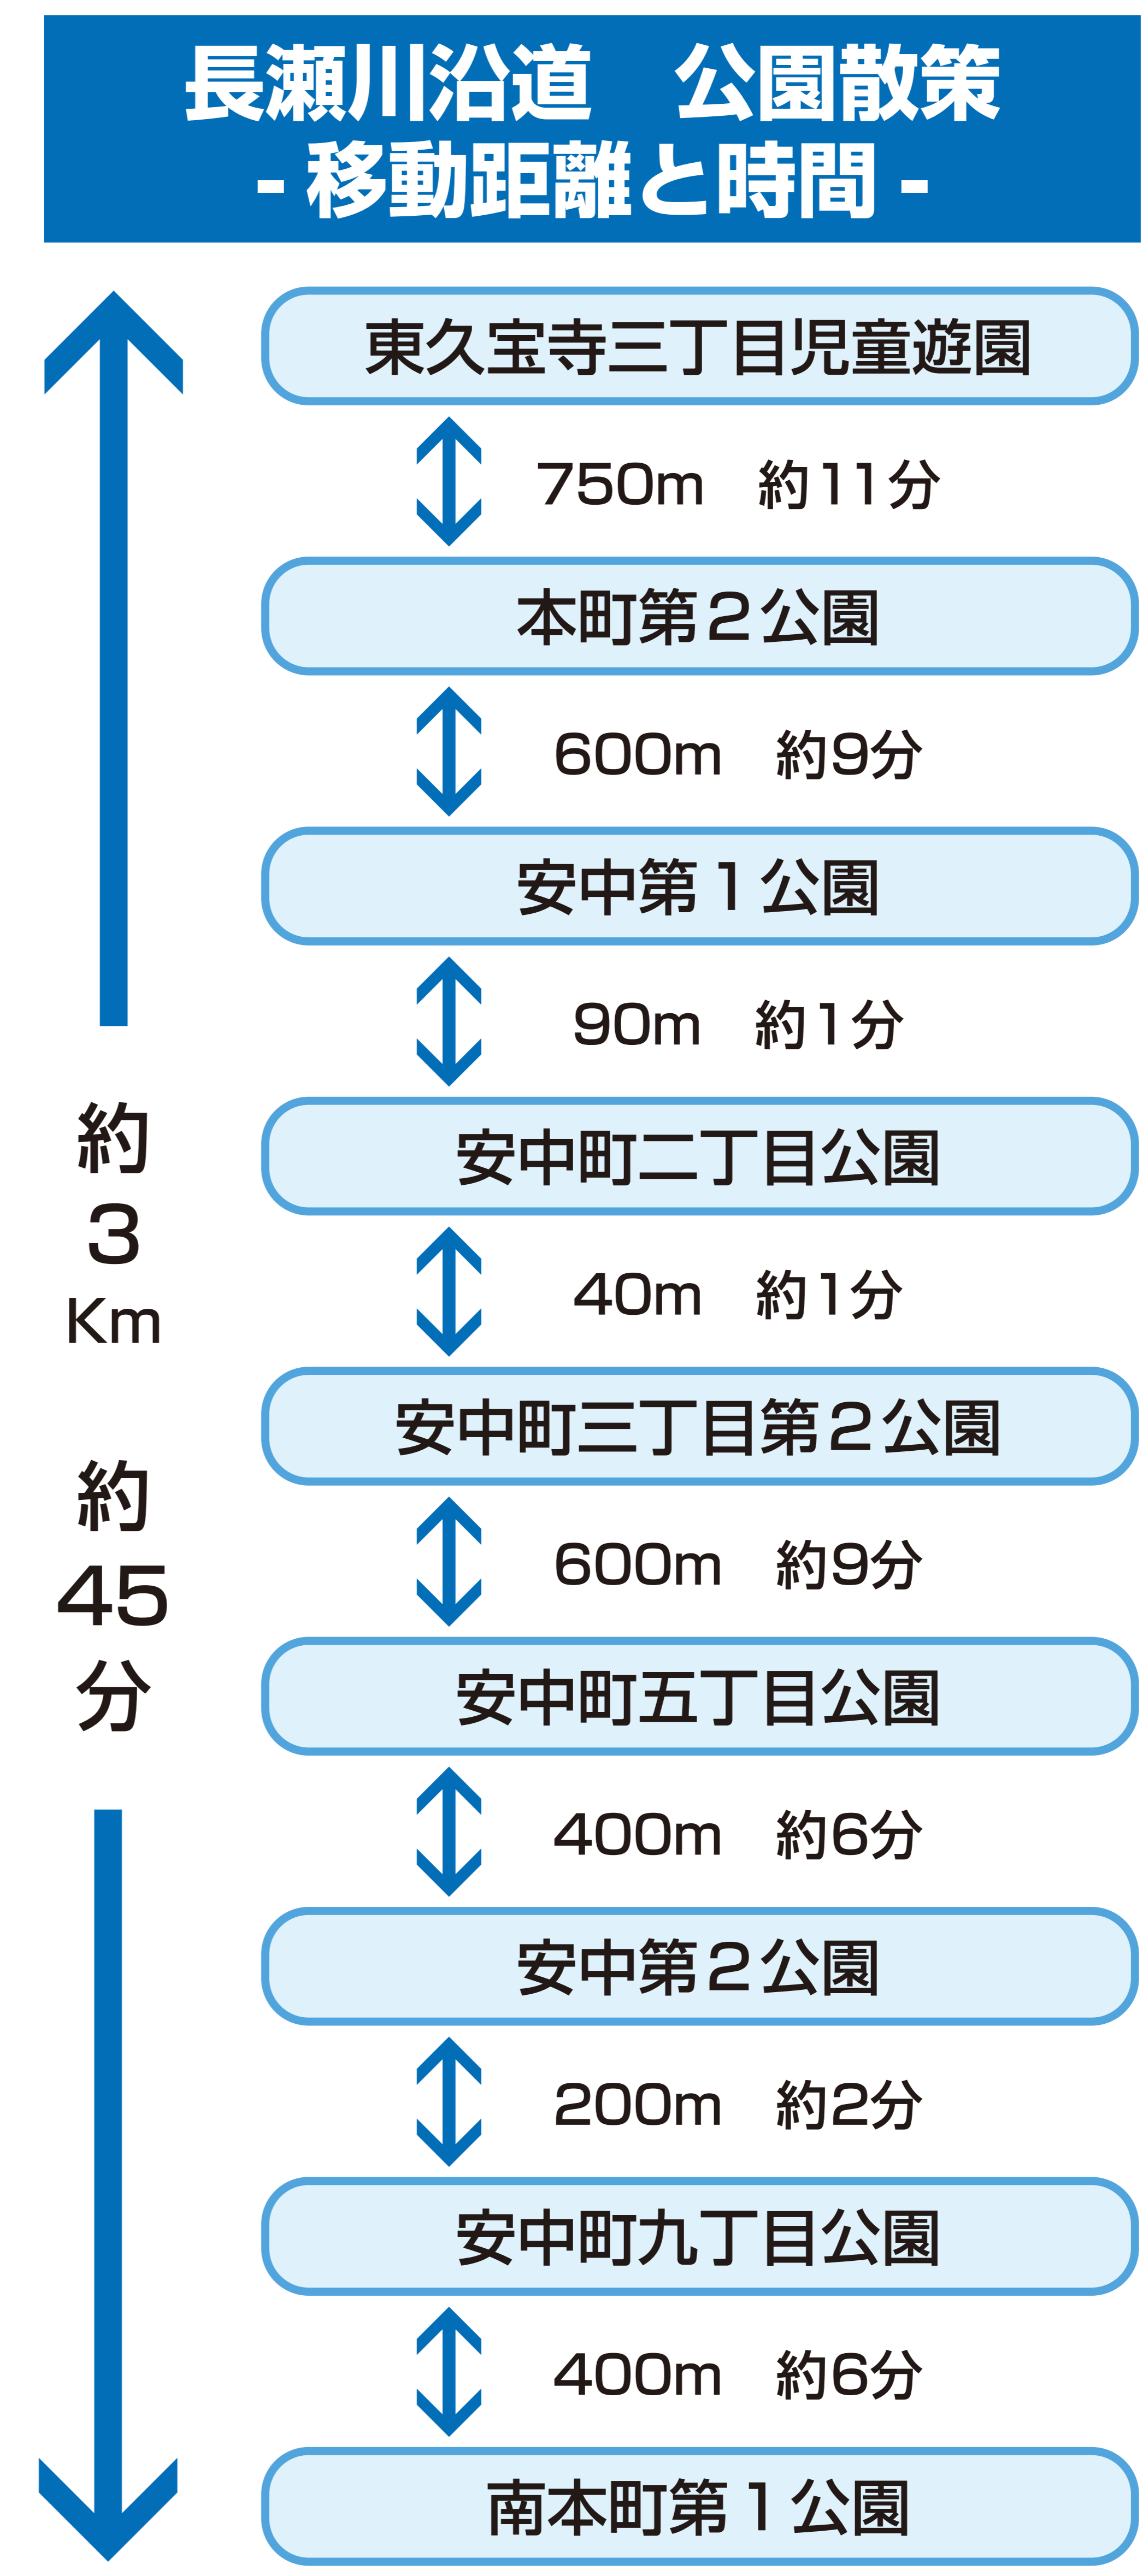 長瀬川沿道　公園散策
- 移動距離と時間 -
東久宝寺三丁目児童遊園
750m　約11分
本町第２公園
600m　約9分
安中第１公園
90m　約1分
安中町二丁目公園
40m　約1分
安中町三丁目第２公園
600m　約9分
安中町五丁目公園
400m　約6分
安中第２公園
200m　約2分
安中町九丁目公園
400m　約6分
南本町第１公園
約
3
Km
約
45
分